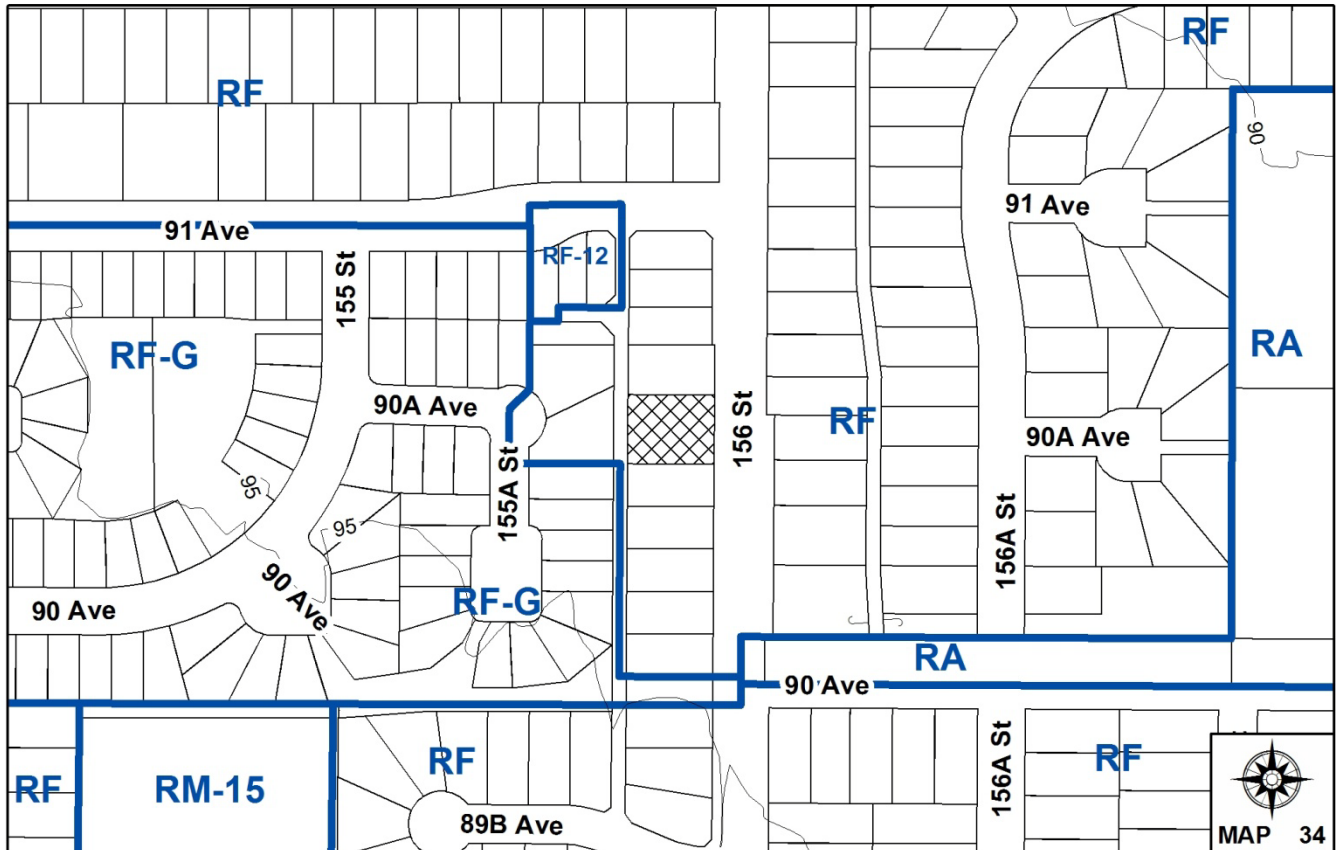 RF
RF
90
91 Ave
91 Ave
RF-12
155 St
RF-G
RA
90A Ave
156 St
RF
90A Ave
155A St
95
95
156A St
90 Ave
90 Ave
RF-G
RA
90 Ave
RF
RM-15
RF
89B Ave
156A St
RF
MAP 34